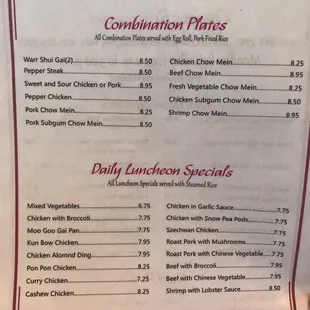 Combination Plates
All Combination Plates served with Egg Roll, Pork Fried Rice
Warr Shui Gai(2) 8.50
Pepper Steak 8.50
Sweet and Sour Chicken or Pork 8.95
Pepper Chicken 8.50
Pork Chow Mein 8.25
Pork Subgum Chow Mein 8.50
Chicken Chow Mein 8.25
Beef Chow Mein 8.95
Fresh Vegetable Chow Mein 8.25
Chicken Subgum Chow Mein 8.50
Shrimp Chow Mein 8.95
Daily Luncheon Specials
All Luncheon Specials served with Steamed Rice
Mixed Vegetables 6.75
Chicken with Broccoli 7.75
Moo Goo Gai Pan 7.75
Kun Bow Chicken 7.95
Chicken Alomnd Ding 7.95
Pon Pon Chicken 8.25
Curry Chicken 7.25
Cashew Chicken 8.25
Chicken in Garlic Sauce 7.75
Chicken with Snow Pea Pods 7.75
Szechwan Chicken 7.75
Roast Pork with Mushrooms 7.75
Roast Pork with Chinese Vegetable 7.75
Beef with Broccoli 7.95
Beef with Chinese Vegetable 7.95
Shrimp with Lobster Sauce 8.50